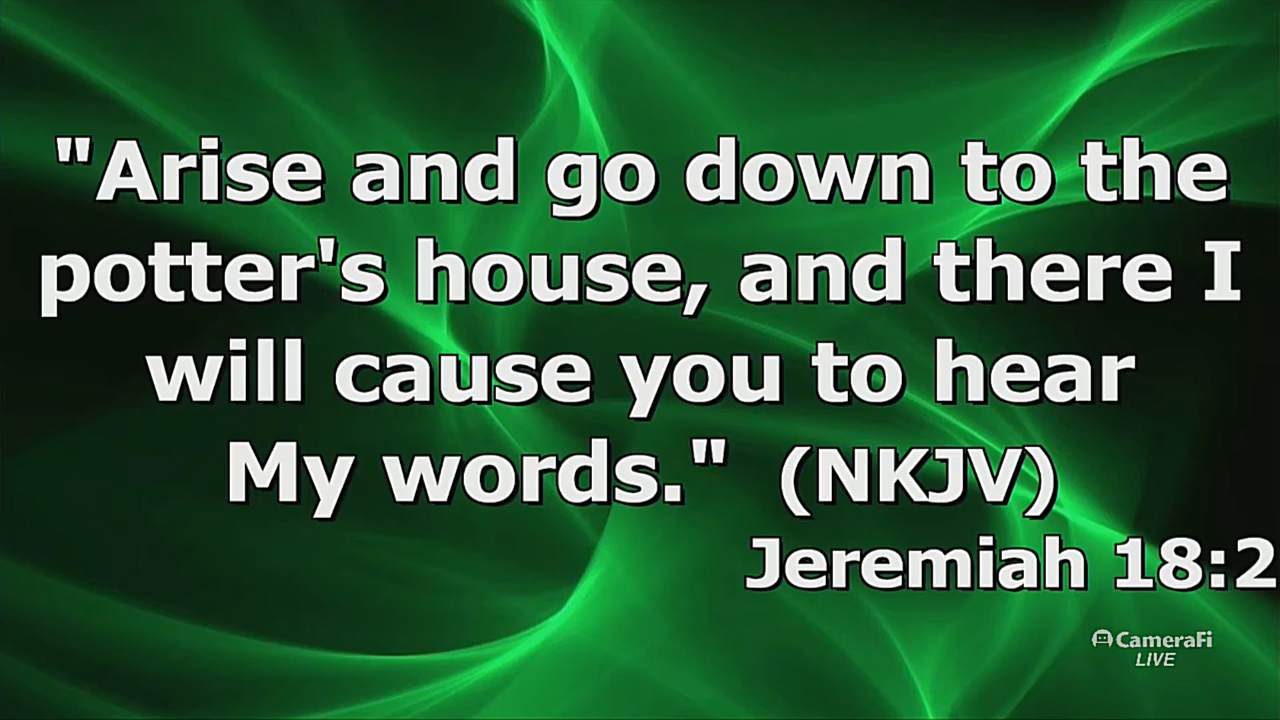 "Arise and go down to the
potter's house, and there I
will cause you to hear
My words." (NKJV)
Jeremiah 18:2
CameraFi
LIVE